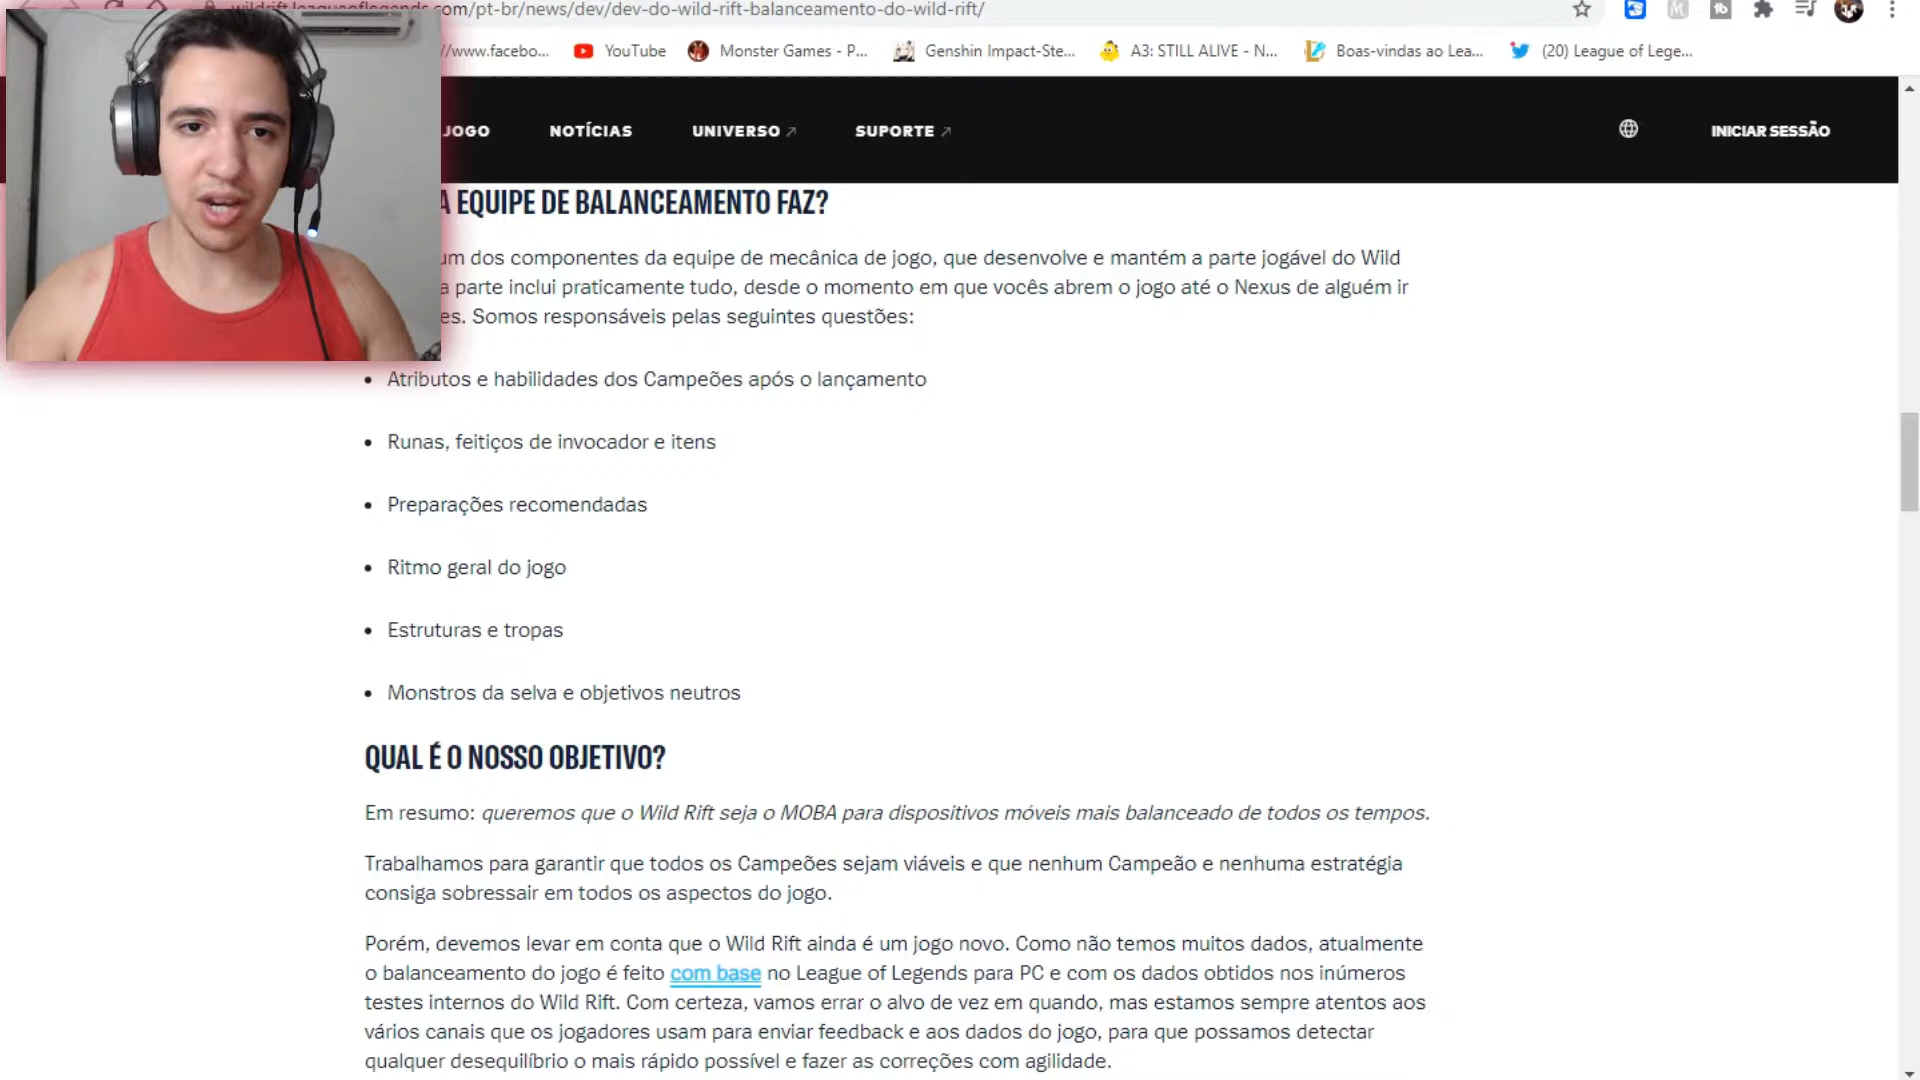 wildrift.leagueoflegends.com/pt-br/news/dev/dev-do-wild-rift-balanceamento-do-wild-rift/
//www.facebo... YouTube Monster Games - P... Genshin Impact-Ste... A3: STILL ALIVE - N... Boas-vindas ao Lea... (20) League of Lege...
JOGO NOTÍCIAS UNIVERSO SUPORTE INICIAR SESSÃO
A EQUIPE DE BALANCEAMENTO FAZ?
um dos componentes da equipe de mecânica de jogo, que desenvolve e mantém a parte jogável do Wild
a parte inclui praticamente tudo, desde o momento em que vocês abrem o jogo até o Nexus de alguém ir
es. Somos responsáveis pelas seguintes questões:
• Atributos e habilidades dos Campeões após o lançamento
• Runas, feitiços de invocador e itens
• Preparações recomendadas
• Ritmo geral do jogo
• Estruturas e tropas
• Monstros da selva e objetivos neutros
QUAL É O NOSSO OBJETIVO?
Em resumo: queremos que o Wild Rift seja o MOBA para dispositivos móveis mais balanceado de todos os tempos.
Trabalhamos para garantir que todos os Campeões sejam viáveis e que nenhum Campeão e nenhuma estratégia
consiga sobressair em todos os aspectos do jogo.
Porém, devemos levar em conta que o Wild Rift ainda é um jogo novo. Como não temos muitos dados, atualmente
o balanceamento do jogo é feito com base no League of Legends para PC e com os dados obtidos nos inúmeros
testes internos do Wild Rift. Com certeza, vamos errar o alvo de vez em quando, mas estamos sempre atentos aos
vários canais que os jogadores usam para enviar feedback e aos dados do jogo, para que possamos detectar
qualquer desequilíbrio o mais rápido possível e fazer as correções com agilidade.